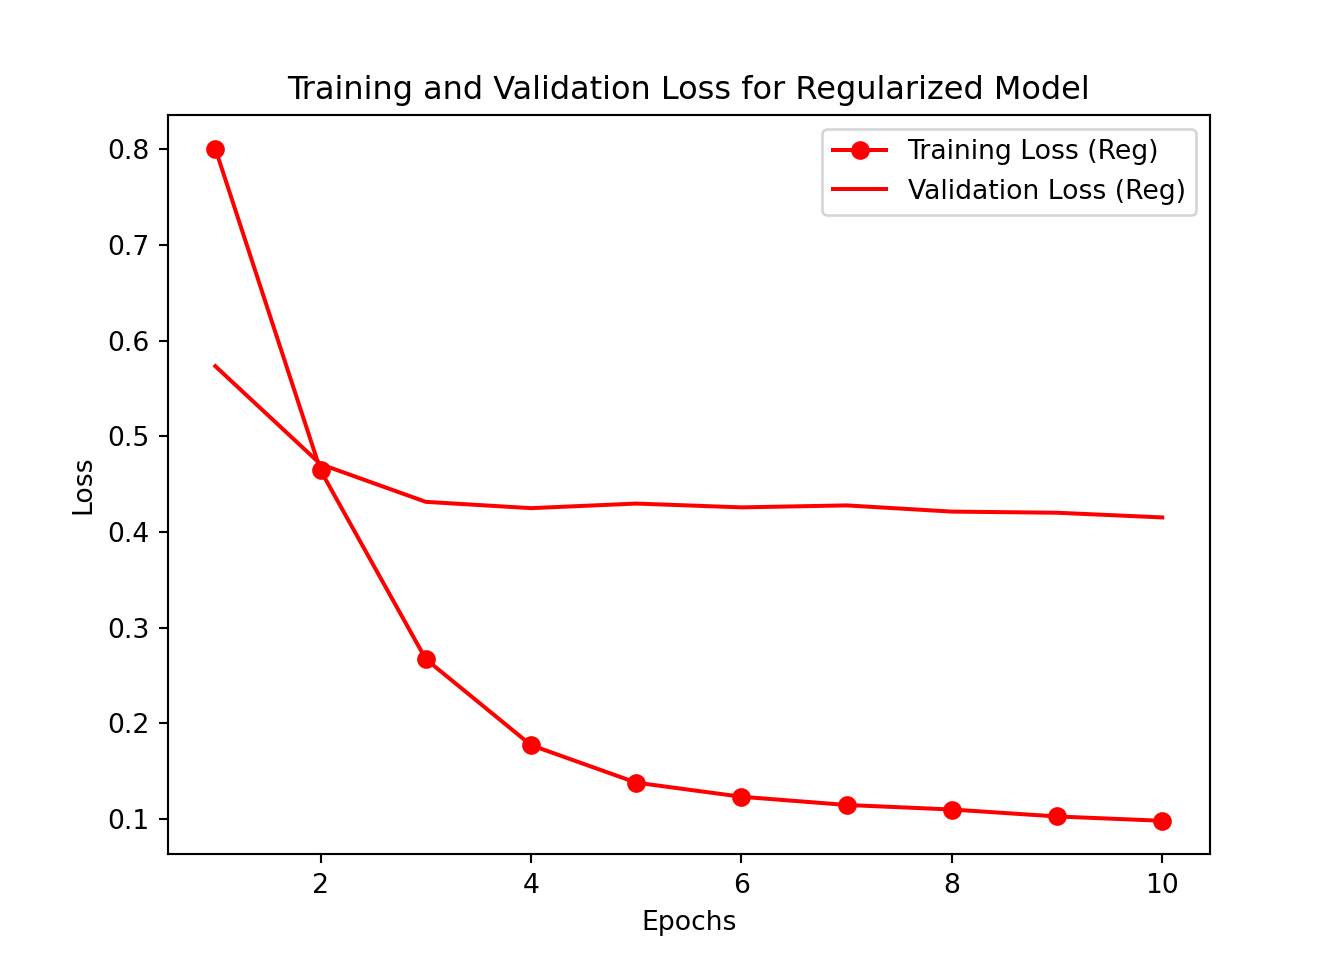 Training and Validation Loss for Regularized Model
Training Loss (Reg)
Validation Loss (Reg)
0.8
0.7
0.6
0.5
0.4
0.3
0.2
0.1
Loss
2 4 6 8 10
Epochs